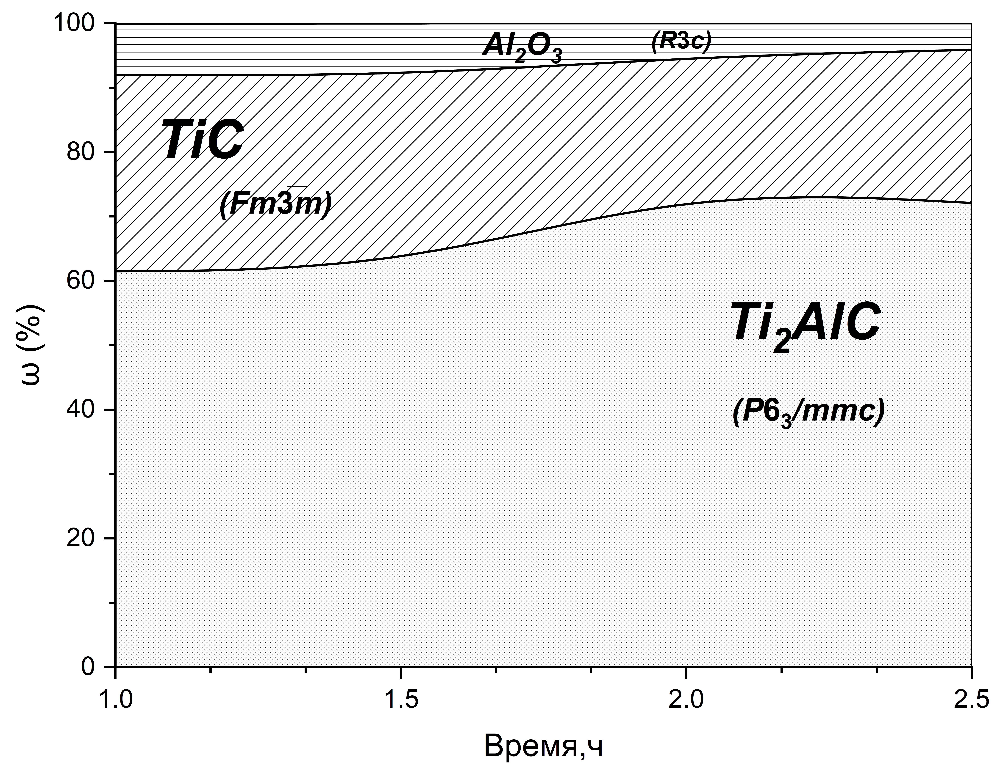 100
Al₂O₃ (R3c)
TiC
80
(Fm3̅m)
60
Ti₂AlC
ω (%)
40
(P6₃/mmc)
20
0
1.0 1.5 2.0 2.5
Время,ч